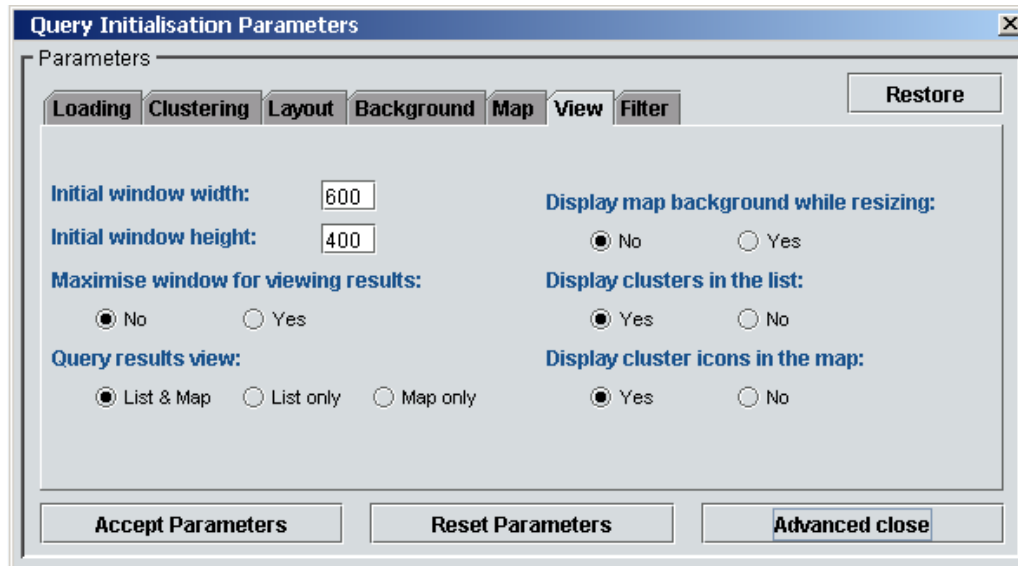 Query Initialisation Parameters
Parameters
Restore
Loading Clustering Layout Background Map View Filter
Initial window width: 600
Initial window height: 400
Maximise window for viewing results:
No Yes
Query results view:
List & Map List only Map only
Display map background while resizing:
No Yes
Display clusters in the list:
Yes No
Display cluster icons in the map:
Yes No
Accept Parameters Reset Parameters Advanced close